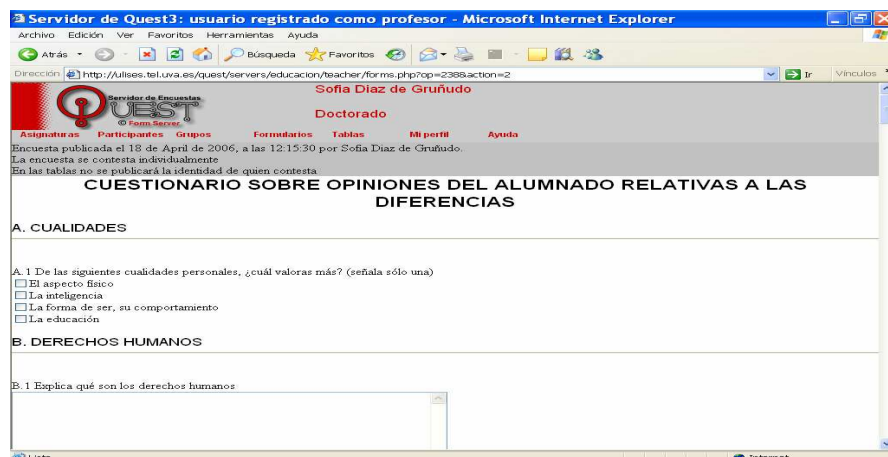 Servidor de Quest3: usuario registrado como profesor - Microsoft Internet Explorer
Archivo Edición Ver Favoritos Herramientas Ayuda
Atrás Búsqueda Favoritos
Dirección http://ulises.tel.uva.es/quest/servers/educacion/teacher/forms.php?op=238&action=2 Ir Vínculos
Servidor de Encuestas
QUEST
© Form Server
Sofia Diaz de Gruñudo
Doctorado
Asignaturas Participantes Grupos Formularios Tablas Mi perfil Ayuda
Encuesta publicada el 18 de April de 2006, a las 12:15:30 por Sofia Diaz de Gruñudo.
La encuesta se contesta individualmente
En las tablas no se publicará la identidad de quien contesta
CUESTIONARIO SOBRE OPINIONES DEL ALUMNADO RELATIVAS A LAS
DIFERENCIAS
A. CUALIDADES
A.1 De las siguientes cualidades personales, ¿cuál valoras más? (señala sólo una)
El aspecto físico
La inteligencia
La forma de ser, su comportamiento
La educación
B. DERECHOS HUMANOS
B.1 Explica qué son los derechos humanos